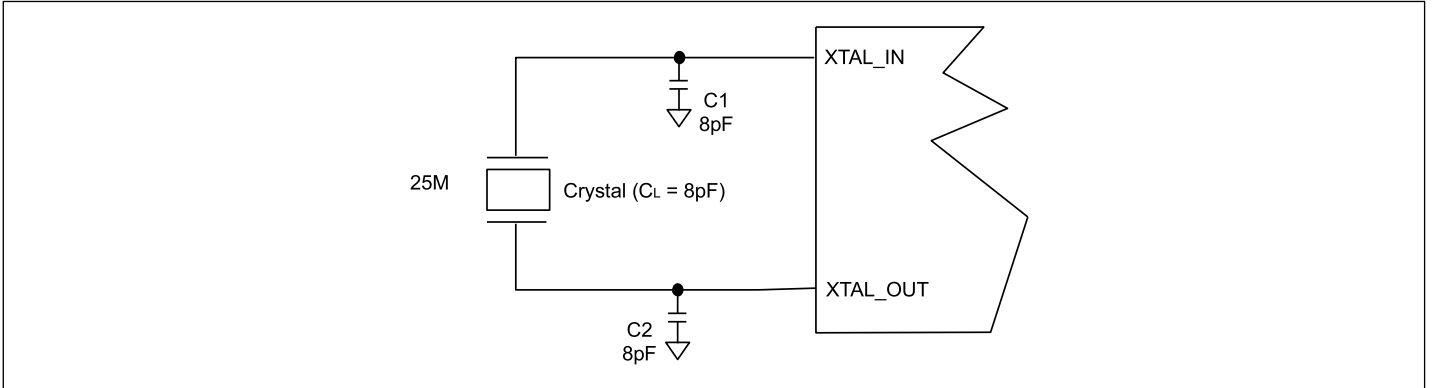 XTAL_IN
C1
8pF
25M
Crystal (CL = 8pF)
XTAL_OUT
C2
8pF